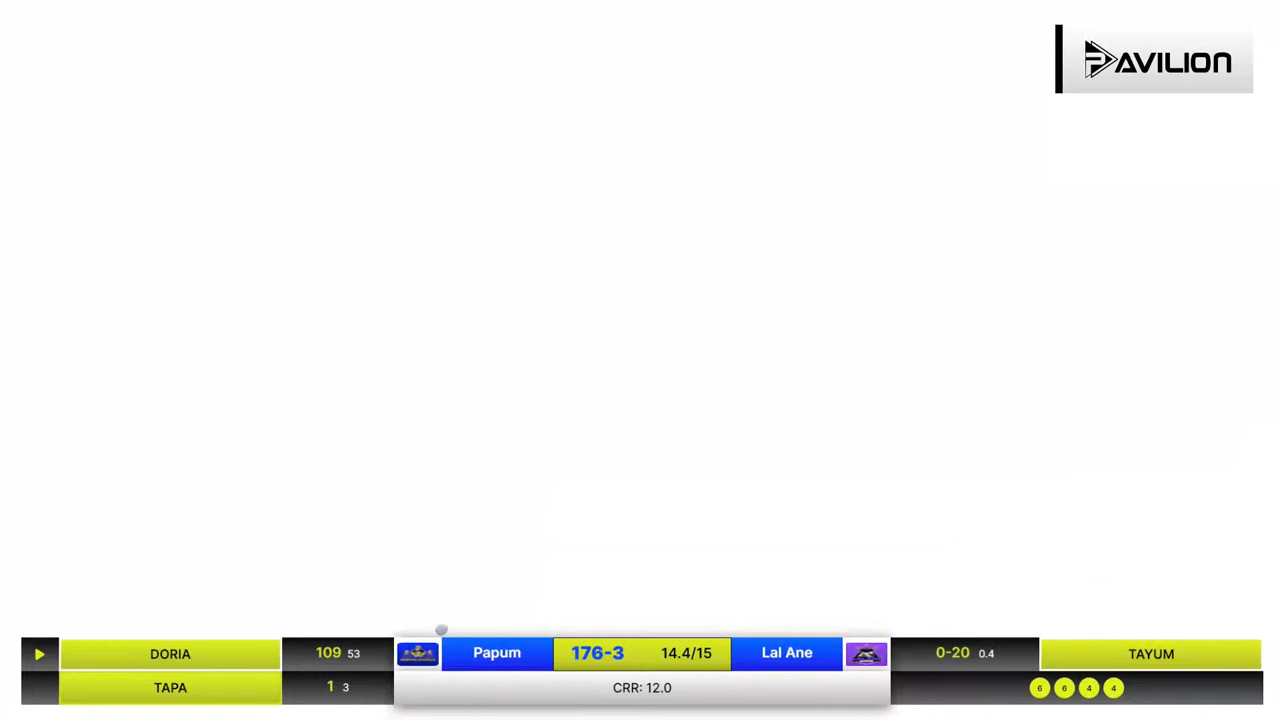 PAVILION
DORIA 109 53 Papum 176-3 14.4/15 Lal Ane 0-20 0.4 TAYUM
TAPA 1 3 CRR: 12.0 6 6 4 4